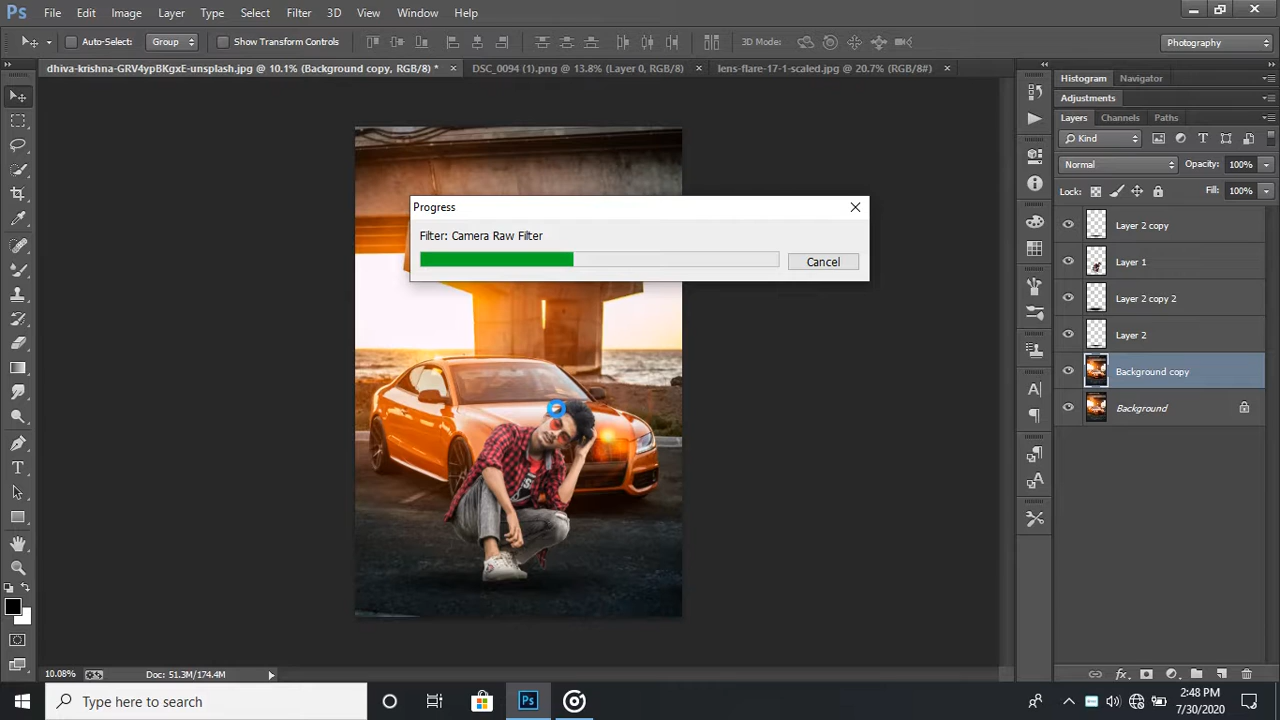 Ps File Edit Image Layer Type Select Filter 3D View Window Help
Auto-Select: Group Show Transform Controls 3D Mode: Photography
dhiva-krishna-GRV4ypBKgxE-unsplash.jpg @ 10.1% (Background copy, RGB/8) * × DSC_0094 (1).png @ 13.8% (Layer 0, RGB/8) × lens-flare-17-1-scaled.jpg @ 20.7% (RGB/8#) ×
Histogram Navigator
Adjustments
Layers Channels Paths
Kind
Normal Opacity: 100%
Lock: Fill: 100%
Progress
Filter: Camera Raw Filter
Cancel
Layer 2 copy
Layer 1
Layer 2 copy 2
Layer 2
Background copy
Background
10.08% Doc: 51.3M/174.4M
Type here to search
Ps
2:48 PM
7/30/2020